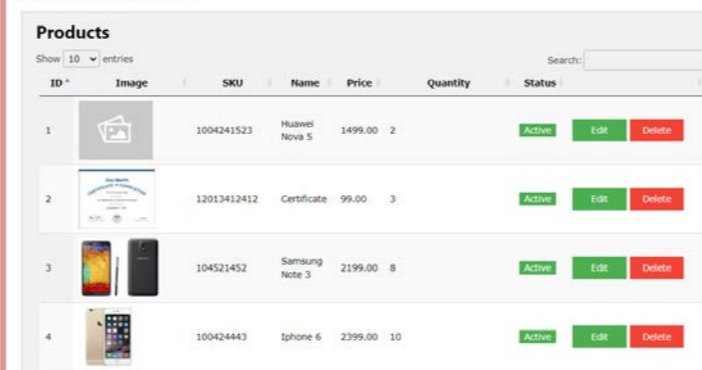 Products
Show 10 entries
Search:
ID Image SKU Name Price Quantity Status
1 1004241523 Huawei Nova 5 1499.00 2 Active Edit Delete
2 12013412412 Certificate 99.00 3 Active Edit Delete
3 104521452 Samsung Note 3 2199.00 8 Active Edit Delete
4 100424443 Iphone 6 2399.00 10 Active Edit Delete